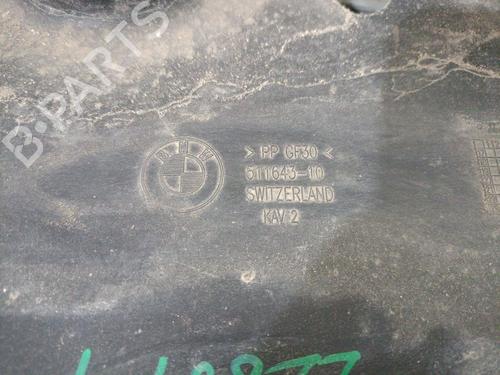 B-PARTS
BMW
> PP GF30 <
511643-10
SWITZERLAND
KAV 2